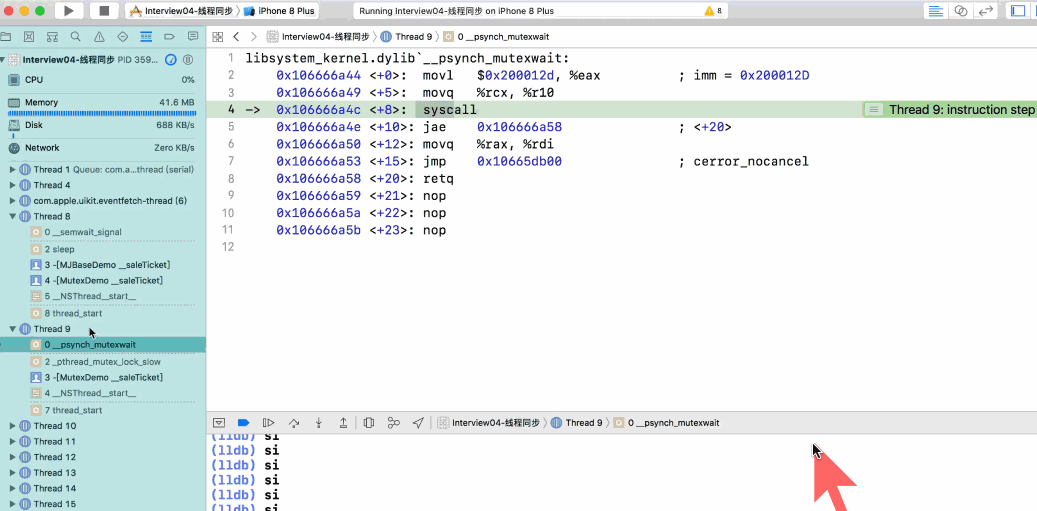 Interview04-线程同步 〉 iPhone 8 Plus
Running Interview04-线程同步 on iPhone 8 Plus
8
Interview04-线程同步 〉 Thread 9 〉 0 __psynch_mutexwait
Interview04-线程同步 PID 359...
CPU 0%
Memory 41.6 MB
Disk 688 KB/s
Network Zero KB/s
Thread 1 Queue: com.a...thread (serial)
Thread 4
com.apple.uikit.eventfetch-thread (6)
Thread 8
0 __semwait_signal
2 sleep
3 -[MJBaseDemo __saleTicket]
4 -[MutexDemo __saleTicket]
5 __NSThread__start__
8 thread_start
Thread 9
0 __psynch_mutexwait
2 _pthread_mutex_lock_slow
3 -[MutexDemo __saleTicket]
4 __NSThread__start__
7 thread_start
Thread 10
Thread 11
Thread 12
Thread 13
Thread 14
Thread 15
1 libsystem_kernel.dylib`__psynch_mutexwait:
2 0x106666a44 <+0>: movl $0x200012d, %eax ; imm = 0x200012D
3 0x106666a49 <+5>: movq %rcx, %r10
4 -> 0x106666a4c <+8>: syscall Thread 9: instruction step
5 0x106666a4e <+10>: jae 0x106666a58 ; <+20>
6 0x106666a50 <+12>: movq %rax, %rdi
7 0x106666a53 <+15>: jmp 0x10665db00 ; cerror_nocancel
8 0x106666a58 <+20>: retq
9 0x106666a59 <+21>: nop
10 0x106666a5a <+22>: nop
11 0x106666a5b <+23>: nop
12
Interview04-线程同步 〉 Thread 9 〉 0 __psynch_mutexwait
(lldb) si
(lldb) si
(lldb) si
(lldb) si
(lldb) si
(lldb) si